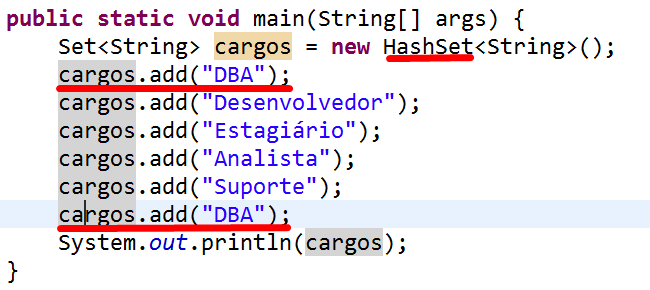 public static void main(String[] args) {
    Set<String> cargos = new HashSet<String>();
    cargos.add("DBA");
    cargos.add("Desenvolvedor");
    cargos.add("Estagiário");
    cargos.add("Analista");
    cargos.add("Suporte");
    cargos.add("DBA");
    System.out.println(cargos);
}